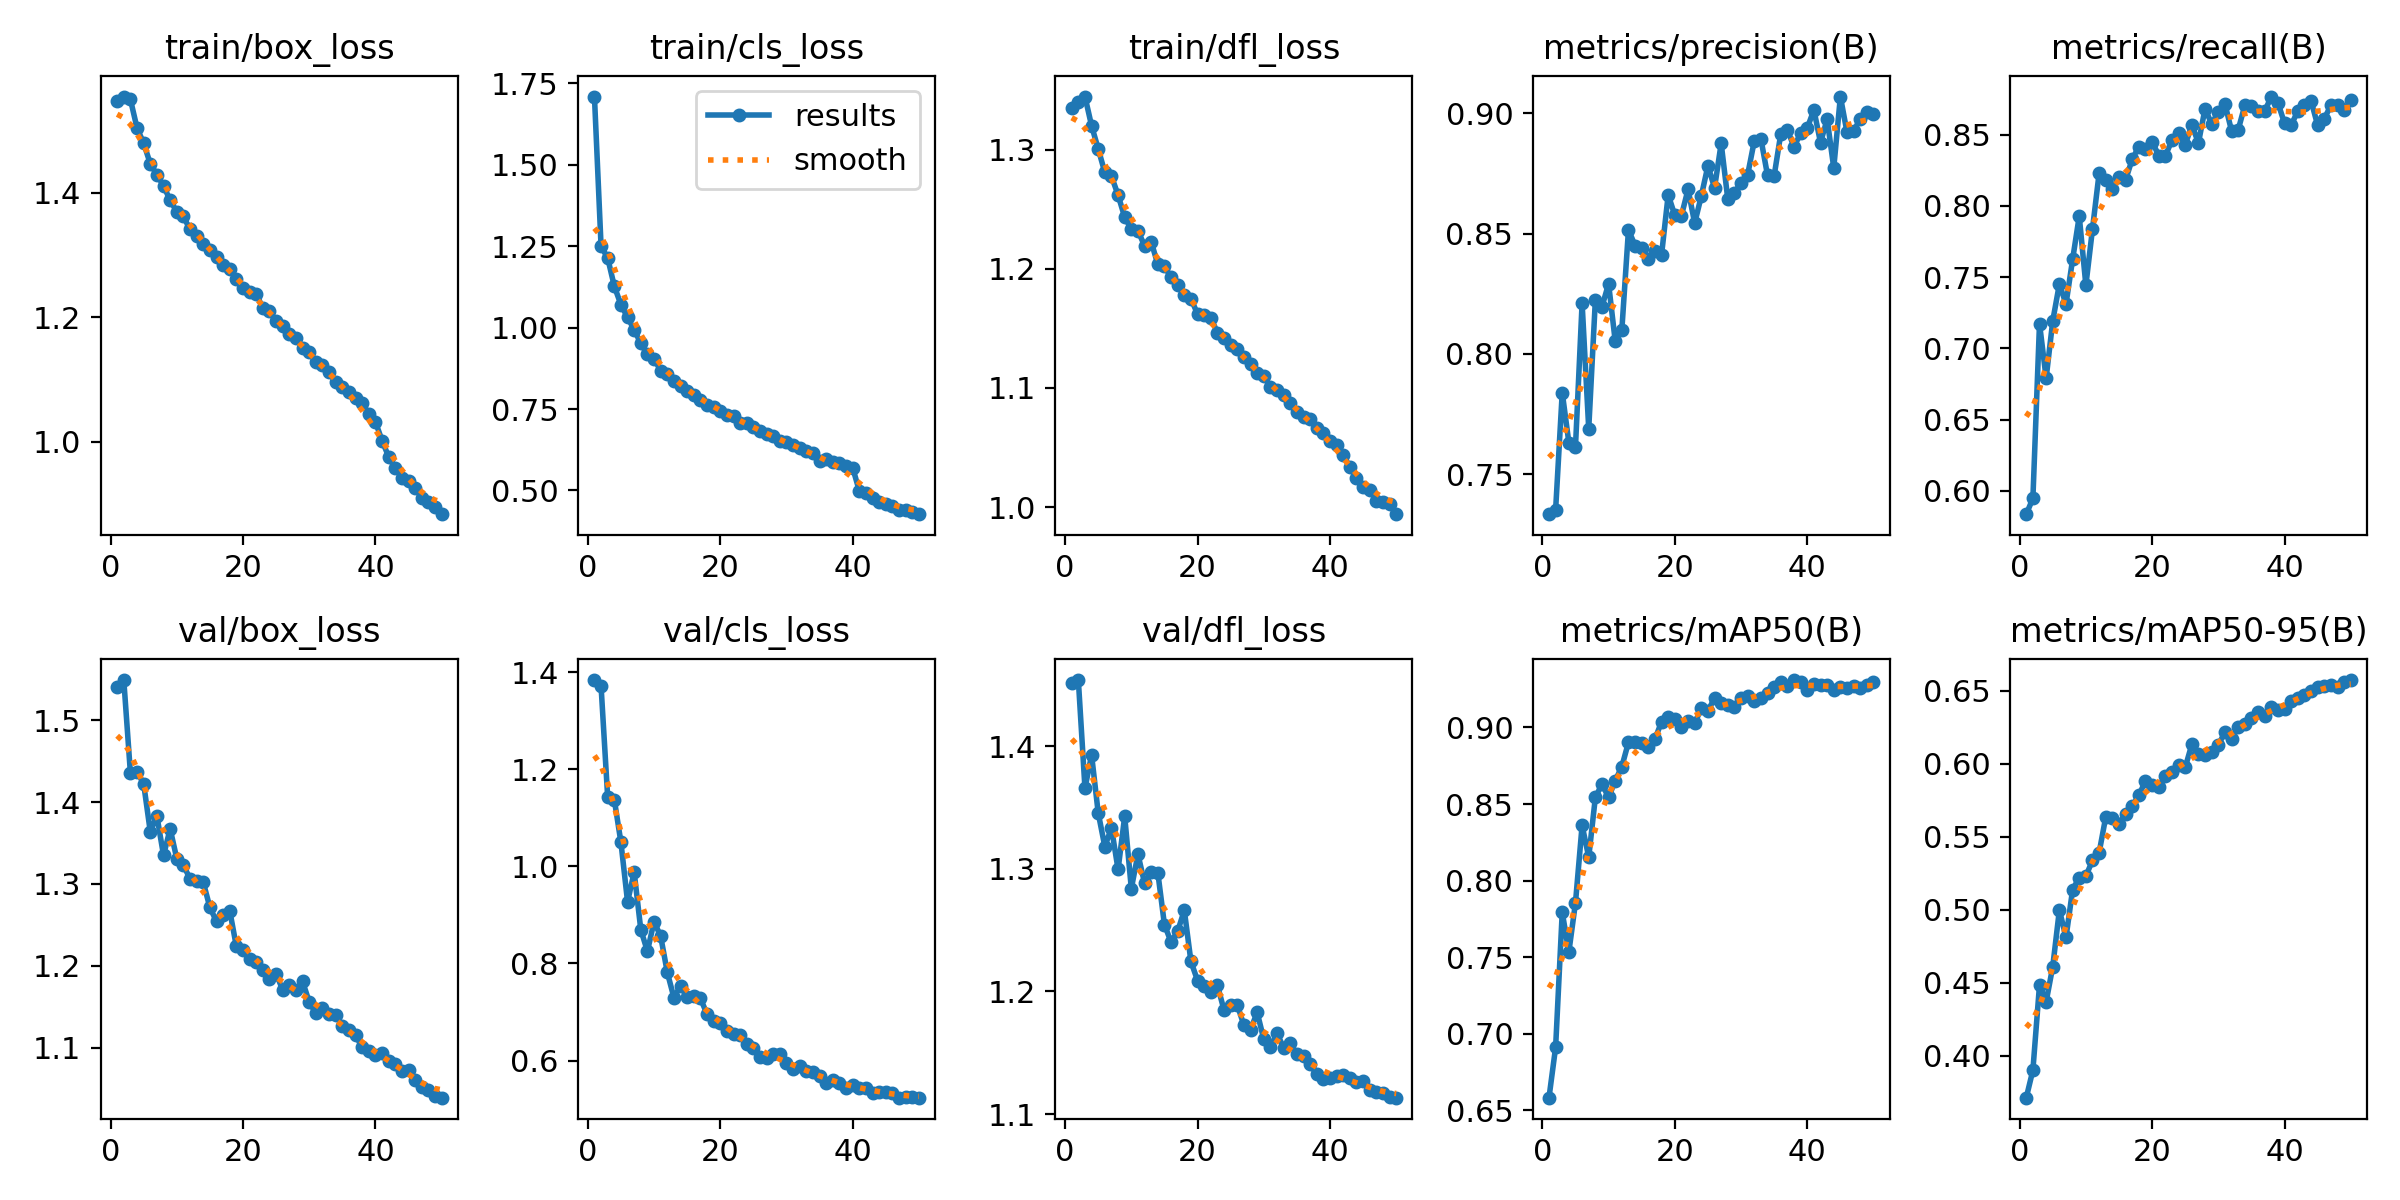 train/box_loss
1.4
1.2
1.0
0 20 40
train/cls_loss
1.75
1.50
1.25
1.00
0.75
0.50
results
smooth
0 20 40
train/dfl_loss
1.3
1.2
1.1
1.0
0 20 40
metrics/precision(B)
0.90
0.85
0.80
0.75
0 20 40
metrics/recall(B)
0.85
0.80
0.75
0.70
0.65
0.60
0 20 40
val/box_loss
1.5
1.4
1.3
1.2
1.1
0 20 40
val/cls_loss
1.4
1.2
1.0
0.8
0.6
0 20 40
val/dfl_loss
1.4
1.3
1.2
1.1
0 20 40
metrics/mAP50(B)
0.90
0.85
0.80
0.75
0.70
0.65
0 20 40
metrics/mAP50-95(B)
0.65
0.60
0.55
0.50
0.45
0.40
0 20 40